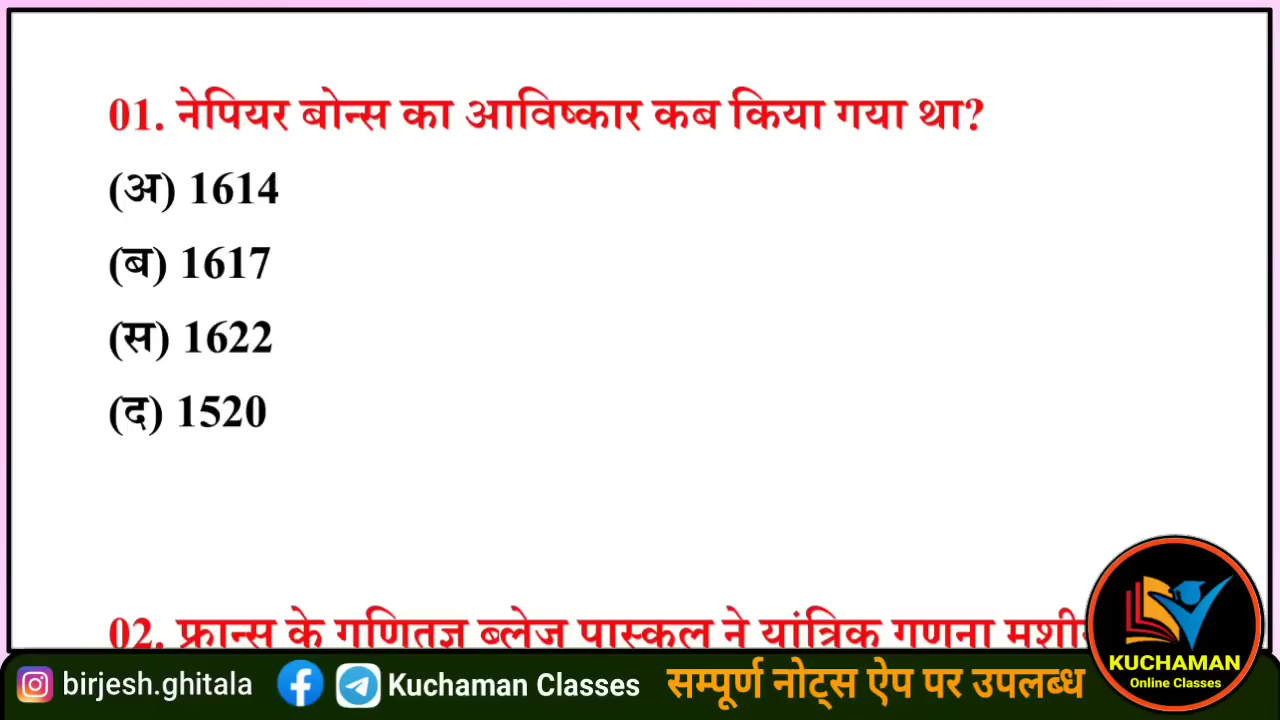 01. नेपियर बोन्स का आविष्कार कब किया गया था?
(अ) 1614
(ब) 1617
(स) 1622
(द) 1520
02. फ्रान्स के गणितज्ञ ब्लेज पास्कल ने यांत्रिक गणना
birjesh.ghitala Kuchaman Classes सम्पूर्ण नोट्स ऐप पर उपलब्ध
KUCHAMAN
Online Classes